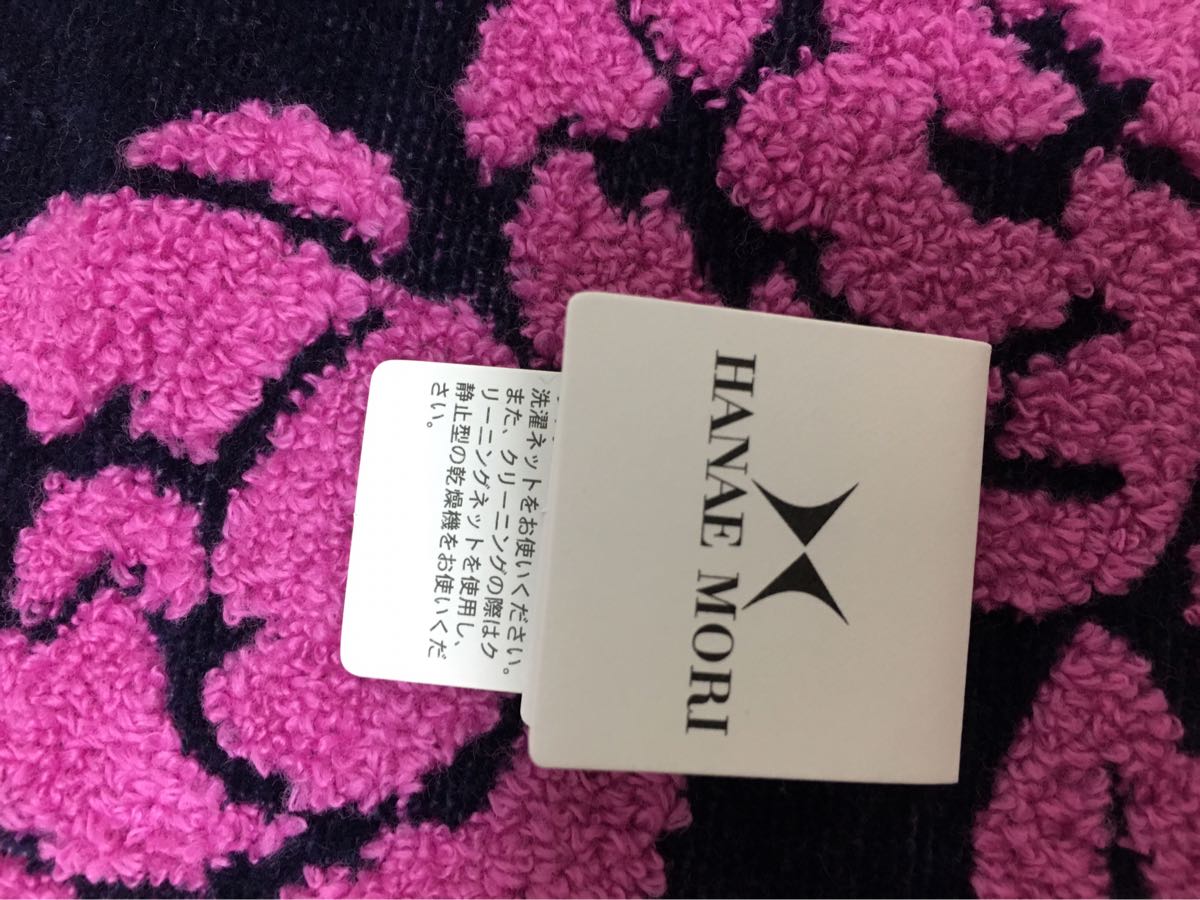 HANAE MORI
洗濯ネットをお使いください。
また、クリーニングの際はク
リーニングネットを使用し、
静止型の乾燥機をお使いくだ
さい。